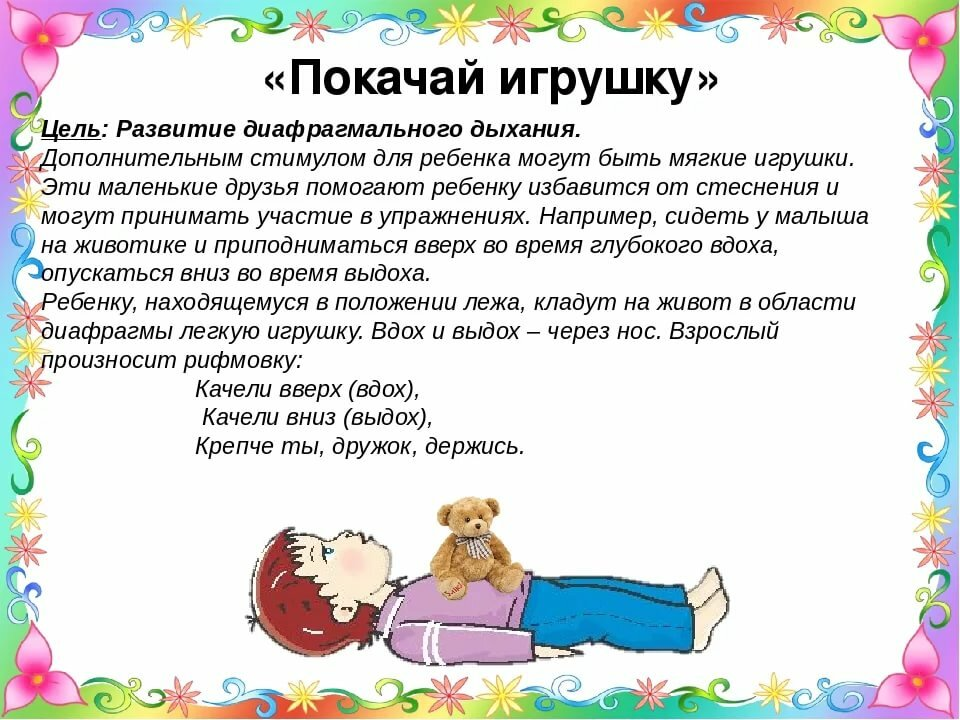 «Покачай игрушку»
Цель: Развитие диафрагмального дыхания.
Дополнительным стимулом для ребенка могут быть мягкие игрушки.
Эти маленькие друзья помогают ребенку избавится от стеснения и
могут принимать участие в упражнениях. Например, сидеть у малыша
на животике и приподниматься вверх во время глубокого вдоха,
опускаться вниз во время выдоха.
Ребенку, находящемуся в положении лежа, кладут на живот в области
диафрагмы легкую игрушку. Вдох и выдох – через нос. Взрослый
произносит рифмовку:
Качели вверх (вдох),
Качели вниз (выдох),
Крепче ты, дружок, держись.